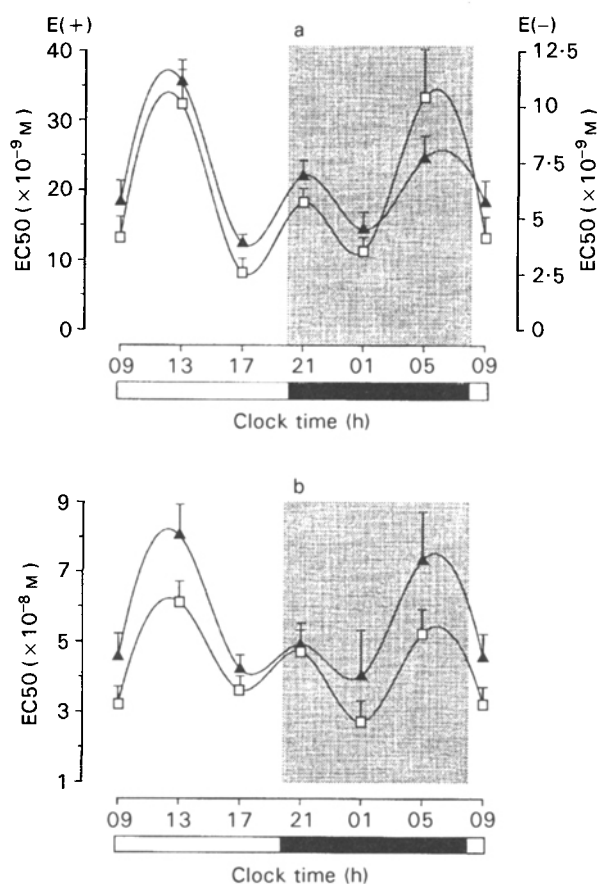 E(+) a E(−)
40 30 20 10 0
EC50 (×10⁻⁹ M)
12·5 10 7·5 5 2·5 0
EC50 (×10⁻⁹ M)
09 13 17 21 01 05 09
Clock time (h)
b
9 7 5 3 1
EC50 (×10⁻⁸ M)
09 13 17 21 01 05 09
Clock time (h)